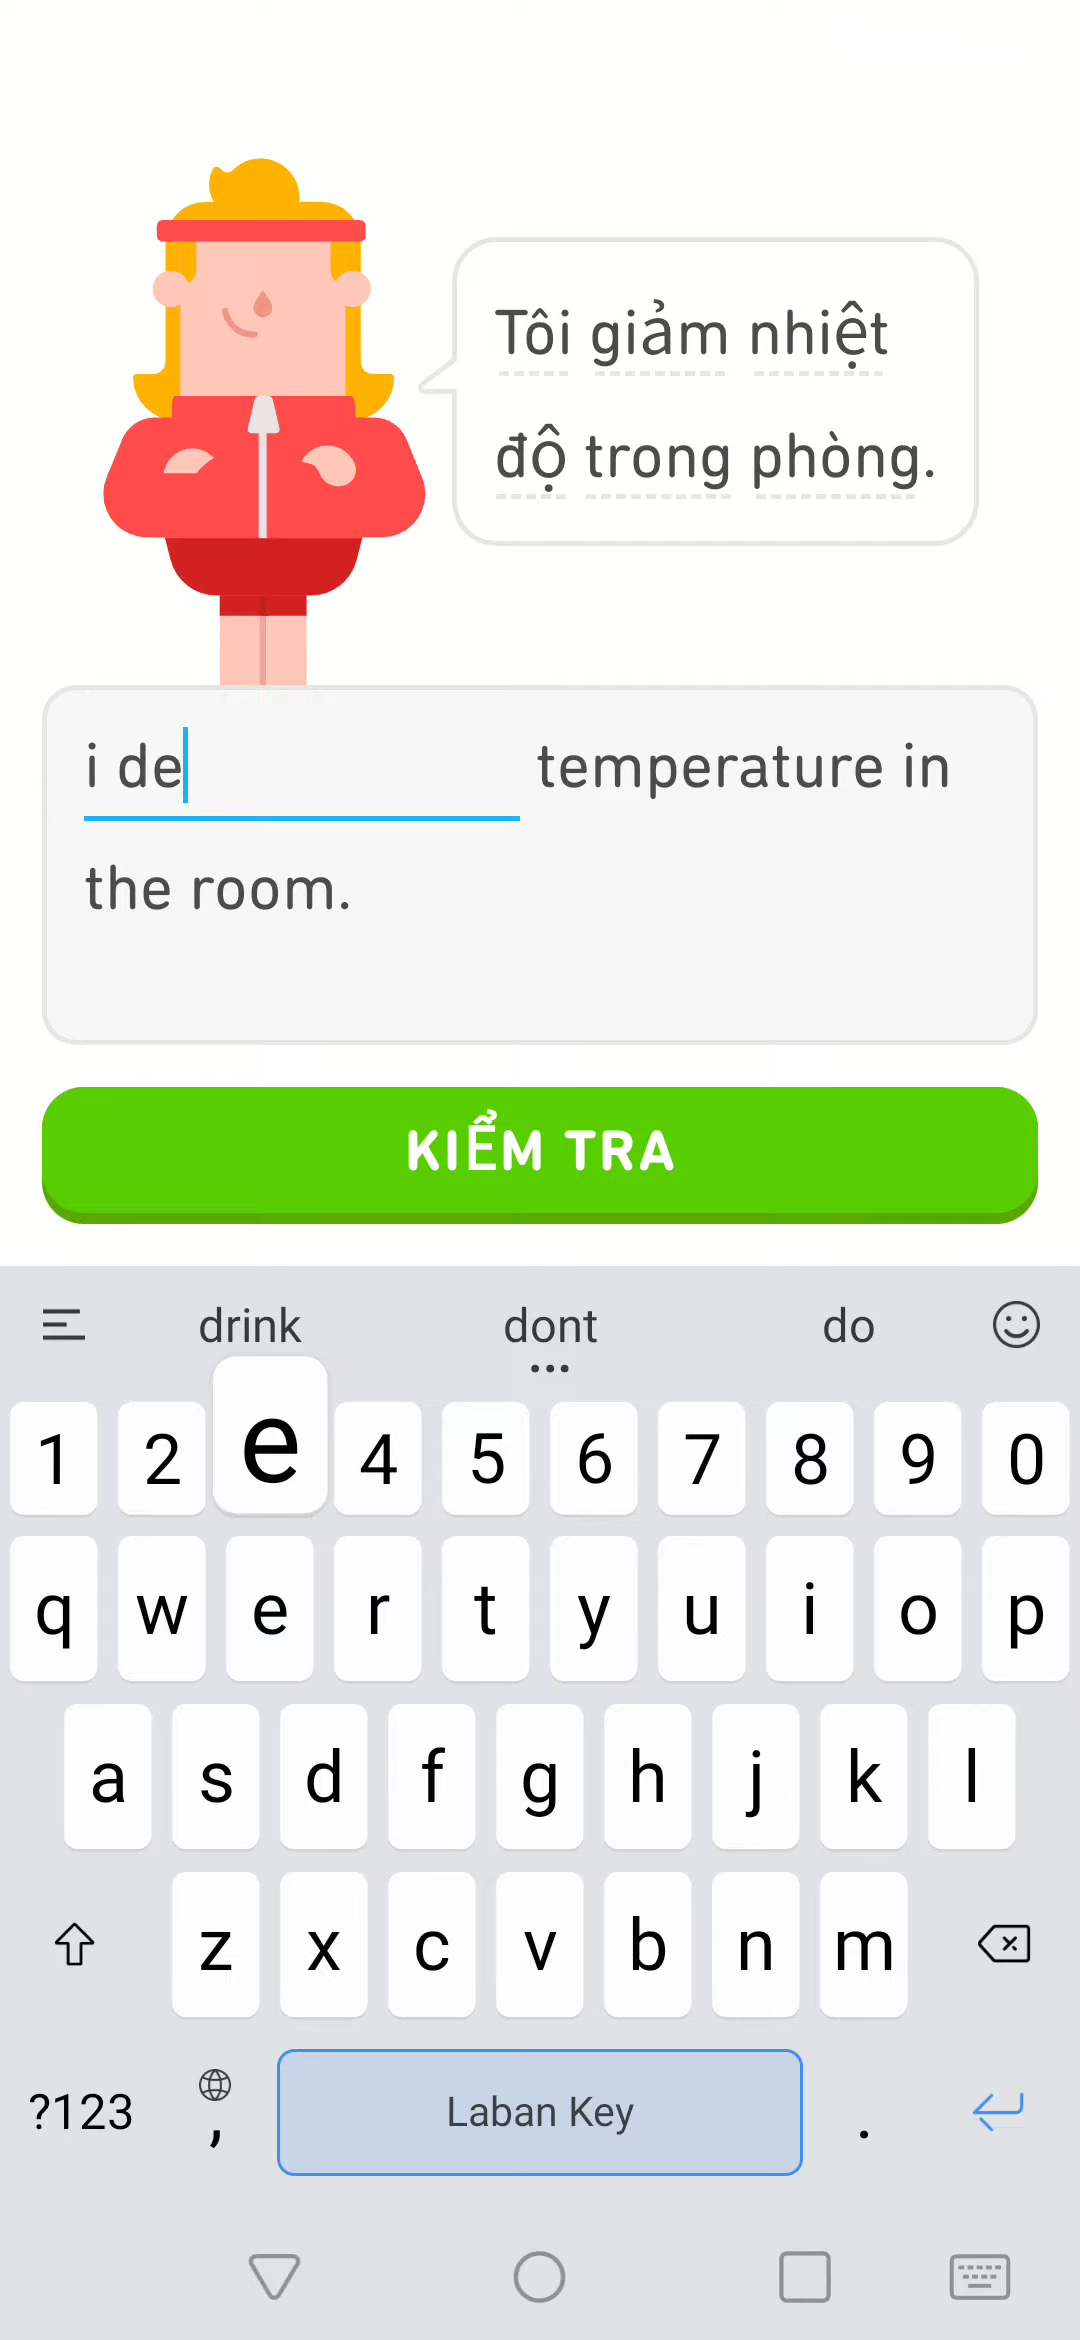 Tôi giảm nhiệt
độ trong phòng.
i de temperature in
the room.
KIỂM TRA
drink dont do
...
1 2 e 4 5 6 7 8 9 0
q w e r t y u i o p
a s d f g h j k l
z x c v b n m
?123 , Laban Key .